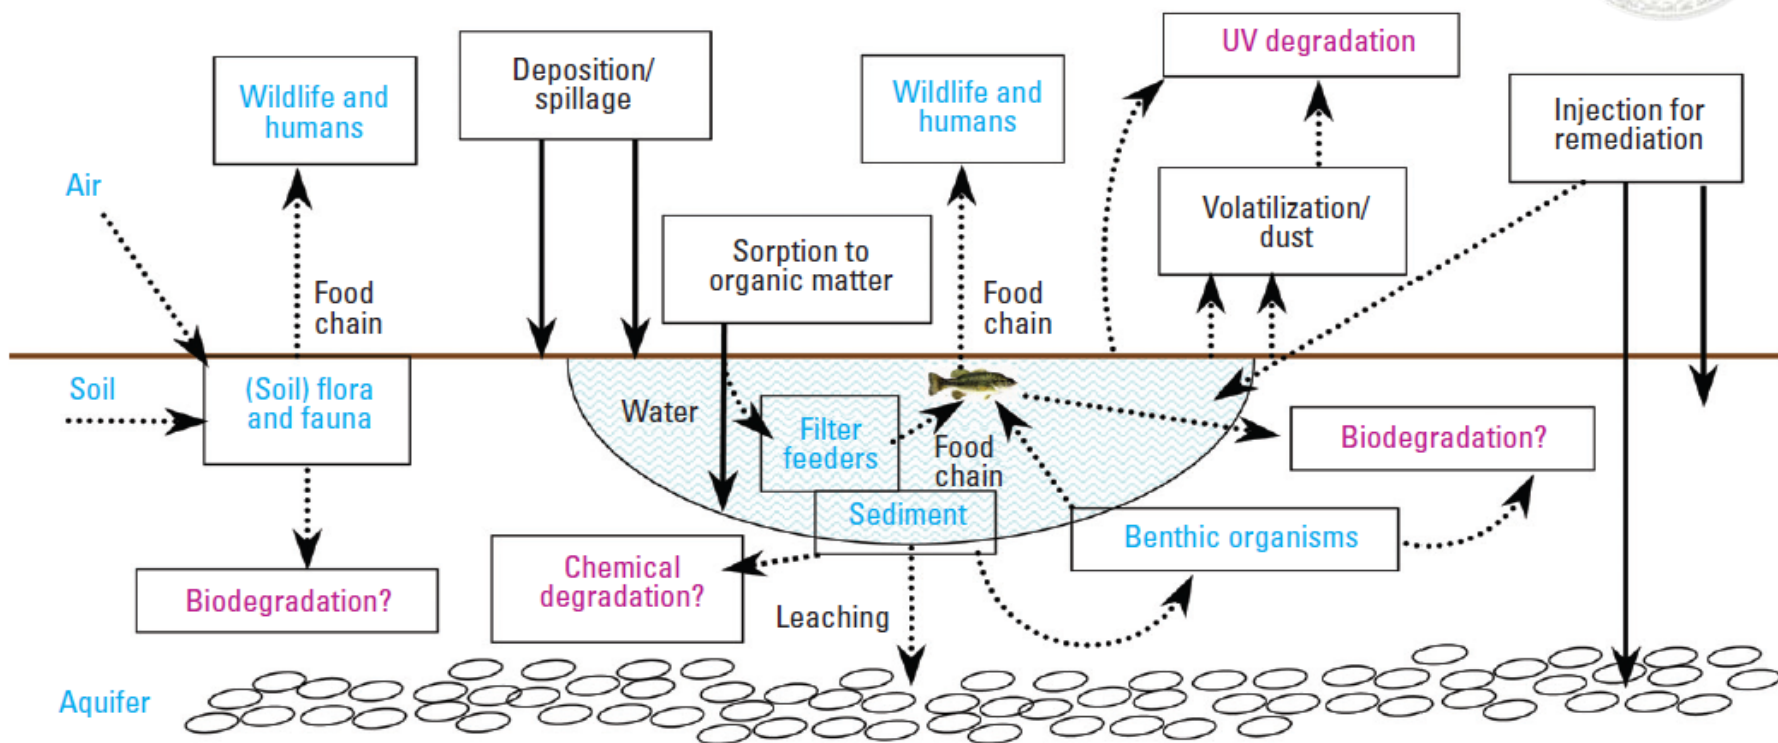 UV degradation
Wildlife and
humans
Deposition/
spillage
Wildlife and
humans
Injection for
remediation
Air
Volatilization/
dust
Sorption to
organic matter
Food
chain
Food
chain
Soil
(Soil) flora
and fauna
Water
Filter
feeders
Food
chain
Biodegradation?
Sediment
Benthic organisms
Chemical
degradation?
Biodegradation?
Leaching
Aquifer